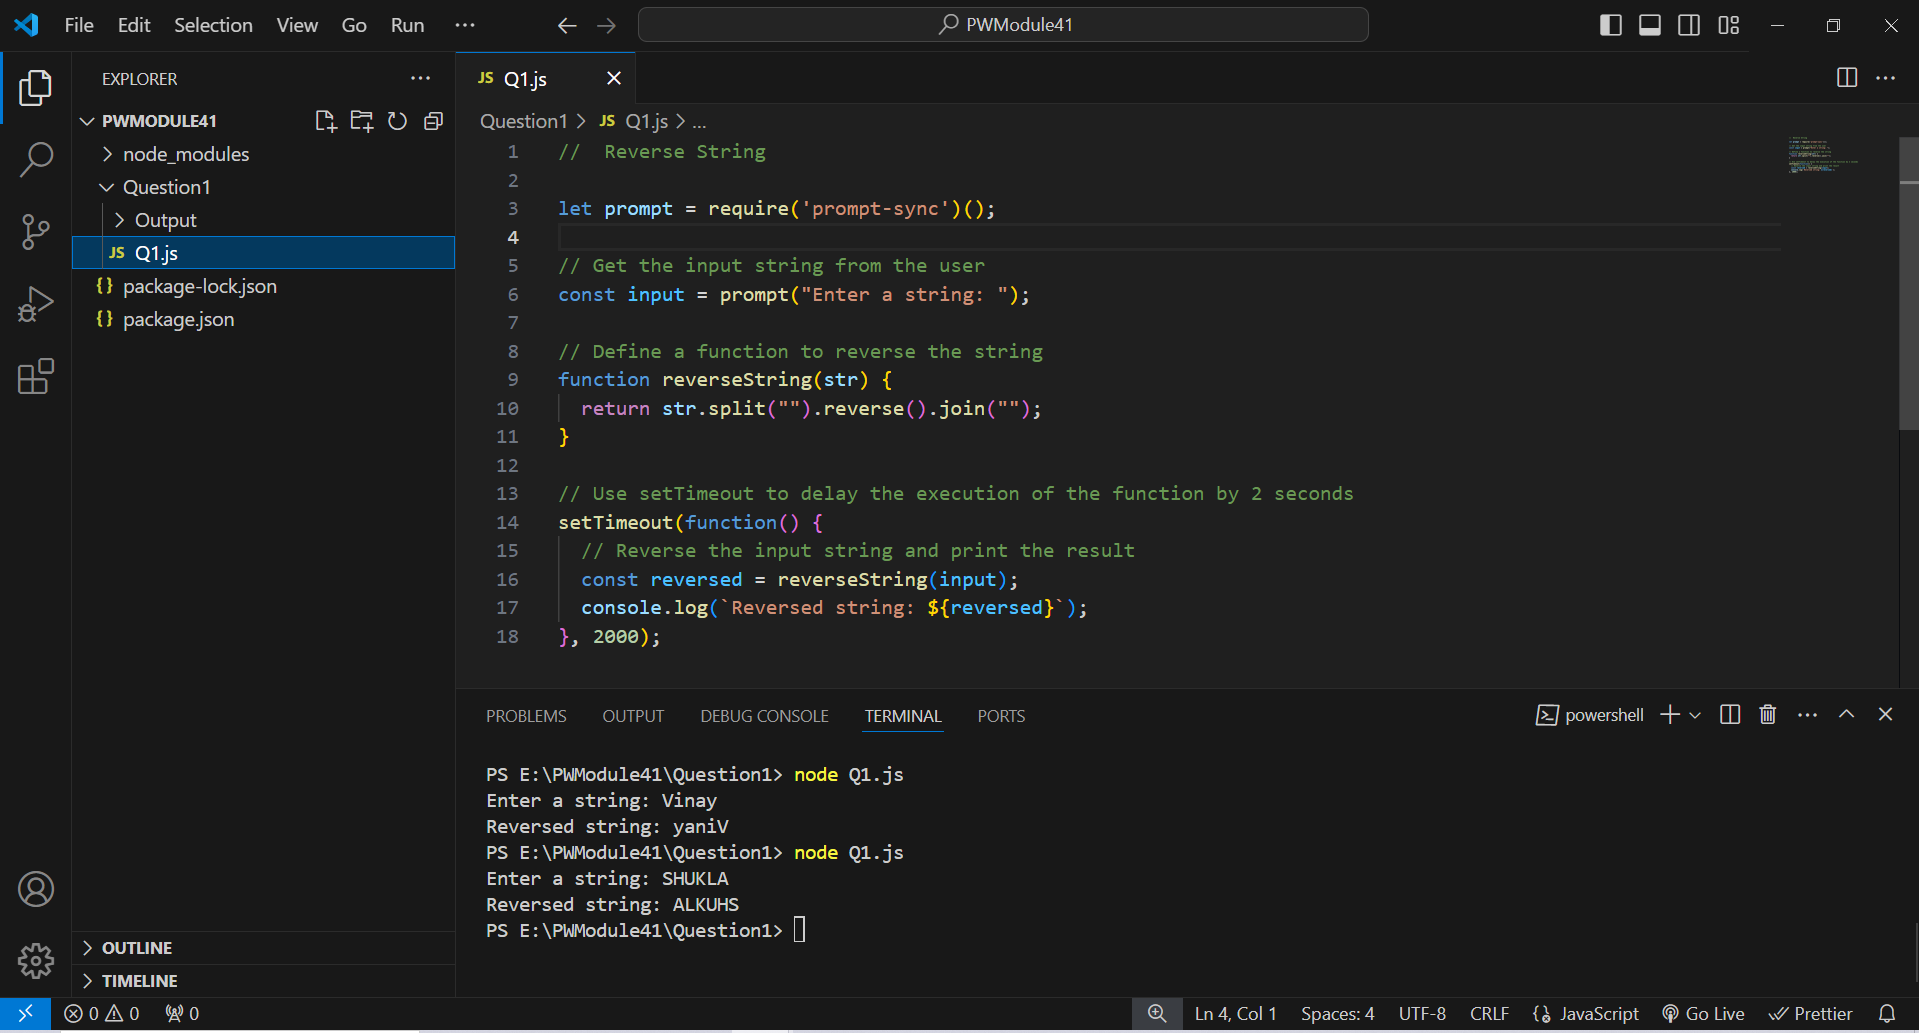 File Edit Selection View Go Run ... PWModule41
EXPLORER ...
PWMODULE41
node_modules
Question1
Output
JS Q1.js
{} package-lock.json
{} package.json
OUTLINE
TIMELINE
JS Q1.js
Question1 > JS Q1.js > ...
1 //  Reverse String
2
3 let prompt = require('prompt-sync')();
4
5 // Get the input string from the user
6 const input = prompt("Enter a string: ");
7
8 // Define a function to reverse the string
9 function reverseString(str) {
10   return str.split("").reverse().join("");
11 }
12
13 // Use setTimeout to delay the execution of the function by 2 seconds
14 setTimeout(function() {
15   // Reverse the input string and print the result
16   const reversed = reverseString(input);
17   console.log(`Reversed string: ${reversed}`);
18 }, 2000);
PROBLEMS OUTPUT DEBUG CONSOLE TERMINAL PORTS powershell
PS E:\PWModule41\Question1> node Q1.js
Enter a string: Vinay
Reversed string: yaniV
PS E:\PWModule41\Question1> node Q1.js
Enter a string: SHUKLA
Reversed string: ALKUHS
PS E:\PWModule41\Question1>
0 0 0 Ln 4, Col 1 Spaces: 4 UTF-8 CRLF JavaScript Go Live Prettier